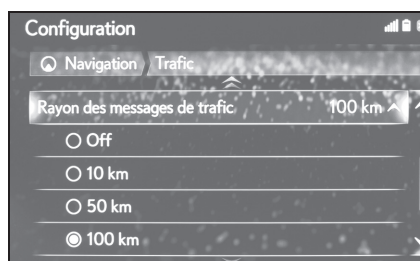 Configuration
Navigation Trafic
Rayon des messages de trafic 100 km
Off
10 km
50 km
100 km